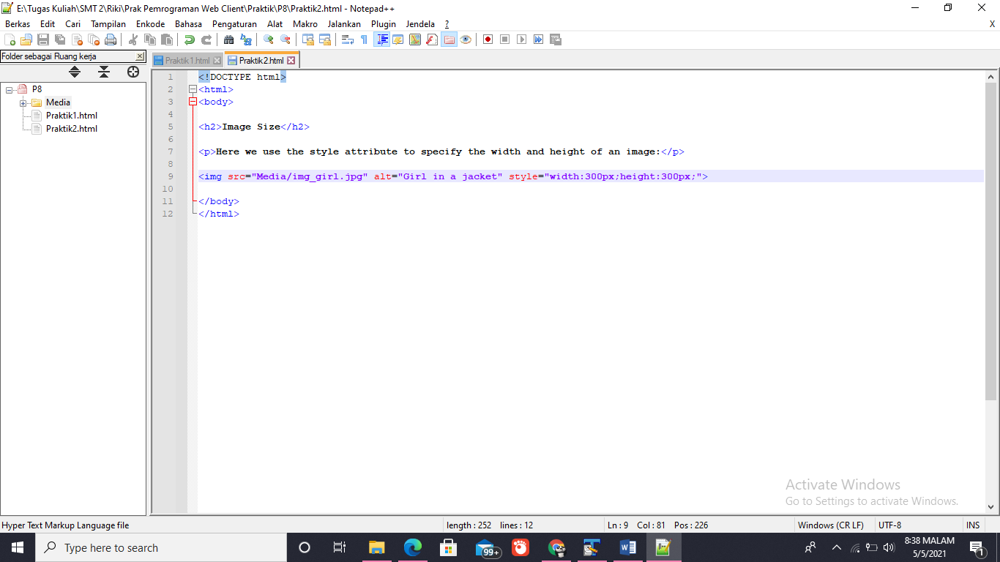 E:\Tugas Kuliah\SMT 2\Riki\Prak Pemrograman Web Client\Praktik\P8\Praktik2.html - Notepad++
Berkas Edit Cari Tampilan Enkode Bahasa Pengaturan Alat Makro Jalankan Plugin Jendela ? X
Folder sebagai Ruang kerja
Praktik1.html Praktik2.html
P8
Media
Praktik1.html
Praktik2.html
1 <!DOCTYPE html>
2 <html>
3 <body>
4
5 <h2>Image Size</h2>
6
7 <p>Here we use the style attribute to specify the width and height of an image:</p>
8
9 <img src="Media/img_girl.jpg" alt="Girl in a jacket" style="width:300px;height:300px;">
10
11 </body>
12 </html>
Activate Windows
Go to Settings to activate Windows.
Hyper Text Markup Language file length : 252 lines : 12 Ln : 9 Col : 81 Pos : 226 Windows (CR LF) UTF-8 INS
Type here to search
99+
8:38 MALAM
5/5/2021
1